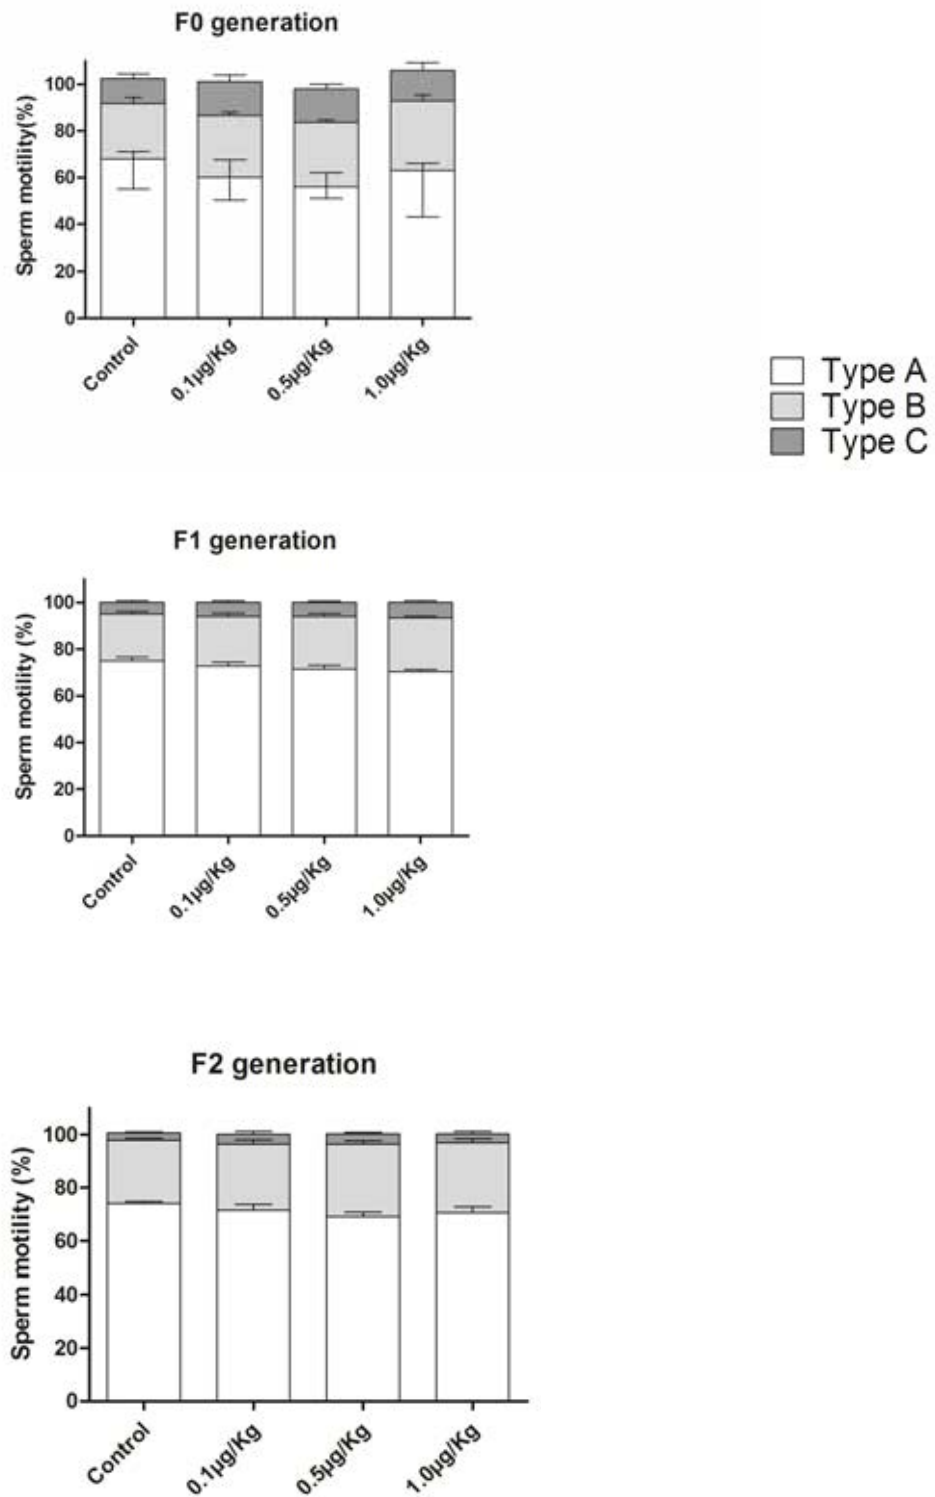 F0 generation
Sperm motility(%)
100
80
60
40
20
0
Control
0.1µg/Kg
0.5µg/Kg
1.0µg/Kg
Type A
Type B
Type C
F1 generation
Sperm motility (%)
100
80
60
40
20
0
Control
0.1µg/Kg
0.5µg/Kg
1.0µg/Kg
F2 generation
Sperm motility (%)
100
80
60
40
20
0
Control
0.1µg/Kg
0.5µg/Kg
1.0µg/Kg